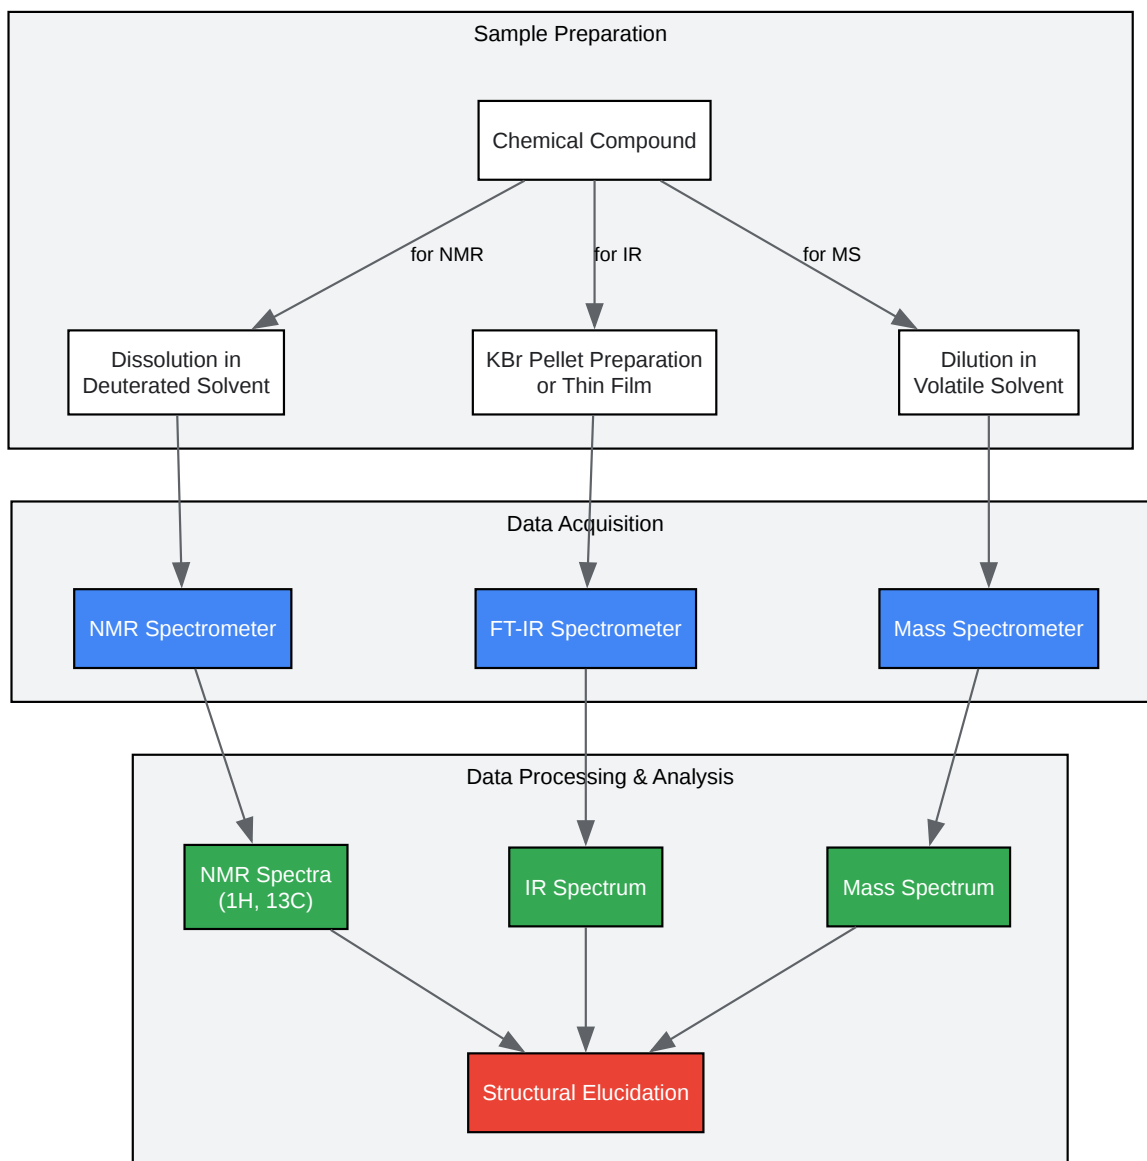 Sample Preparation
Chemical Compound
for NMR
for IR
for MS
Dissolution in
Deuterated Solvent
KBr Pellet Preparation
or Thin Film
Dilution in
Volatile Solvent
Data Acquisition
NMR Spectrometer
FT-IR Spectrometer
Mass Spectrometer
Data Processing & Analysis
NMR Spectra
(1H, 13C)
IR Spectrum
Mass Spectrum
Structural Elucidation